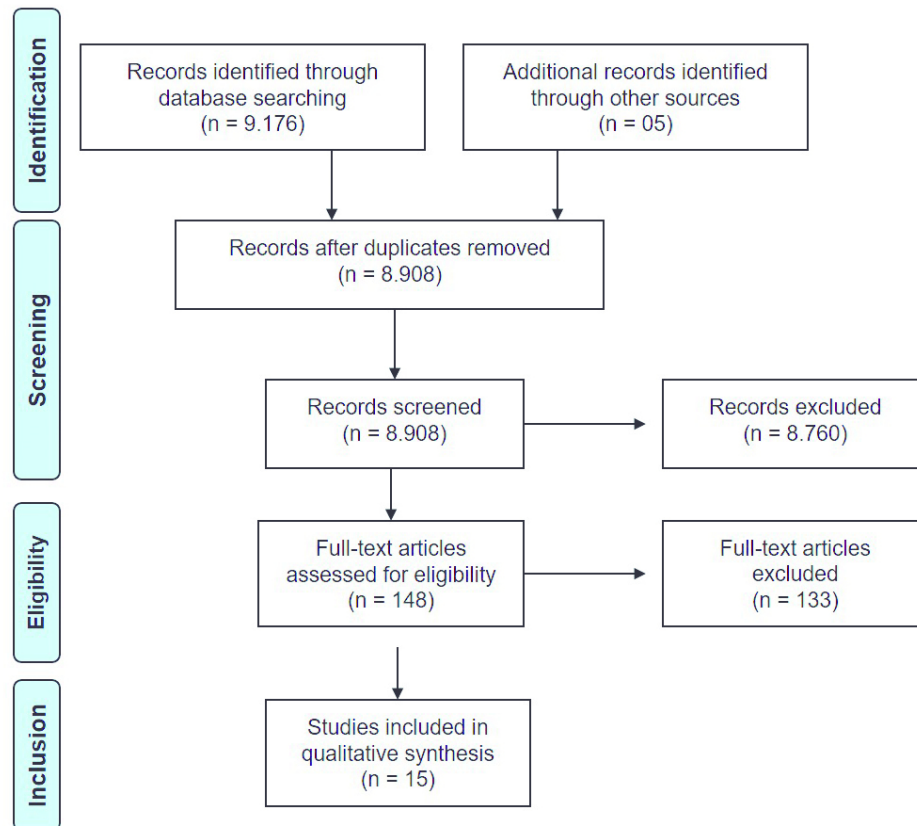 Identification
Records identified through
database searching
(n = 9.176)
Additional records identified
through other sources
(n = 05)
Screening
Records after duplicates removed
(n = 8.908)
Records screened
(n = 8.908)
Records excluded
(n = 8.760)
Eligibility
Full-text articles
assessed for eligibility
(n = 148)
Full-text articles
excluded
(n = 133)
Inclusion
Studies included in
qualitative synthesis
(n = 15)